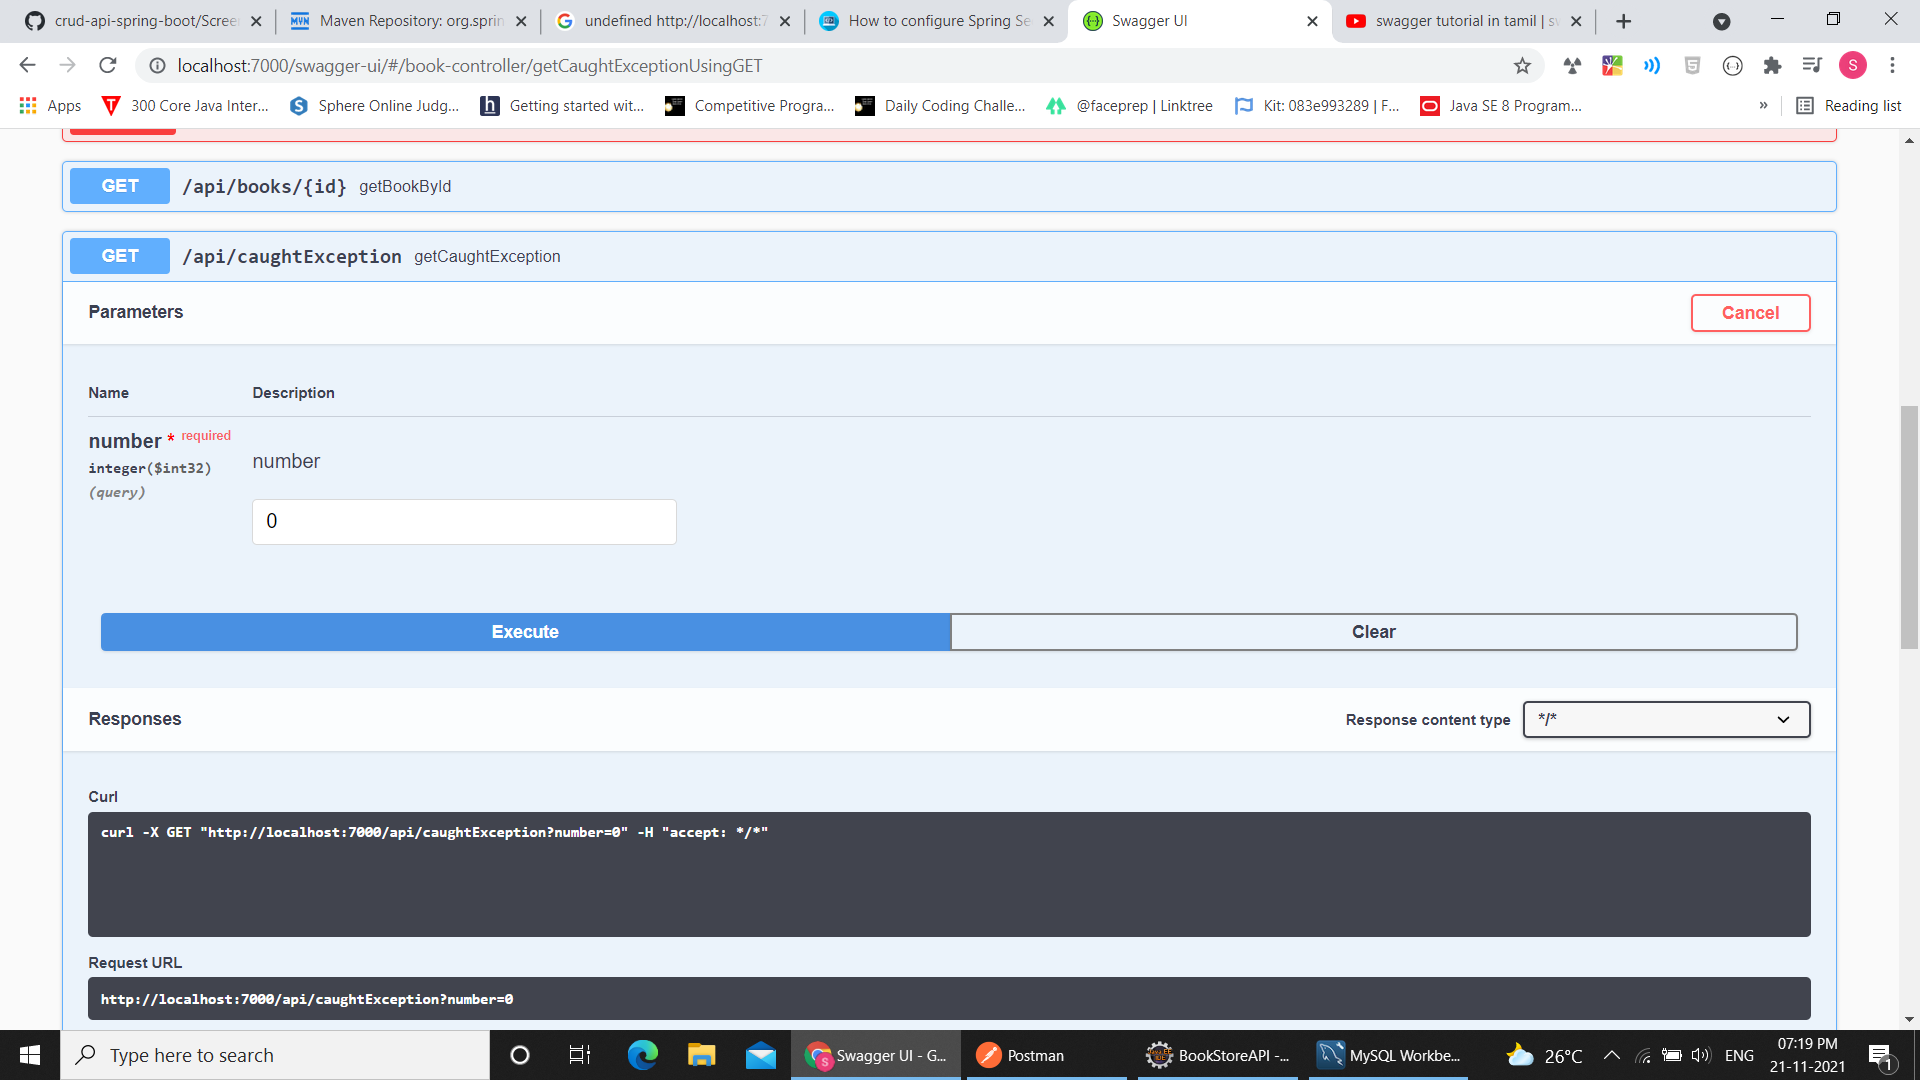 crud-api-spring-boot/Scree
Maven Repository: org.sprin
undefined http://localhost:7
How to configure Spring Se
Swagger UI
swagger tutorial in tamil | sw
localhost:7000/swagger-ui/#/book-controller/getCaughtExceptionUsingGET
S
Apps
300 Core Java Inter...
Sphere Online Judg...
Getting started wit...
Competitive Progra...
Daily Coding Challe...
@faceprep | Linktree
Kit: 083e993289 | F...
Java SE 8 Program...
»
Reading list
GET /api/books/{id} getBookById
GET /api/caughtException getCaughtException
Parameters
Cancel
Name Description
number * required
integer($int32)
(query)
number
0
Execute
Clear
Responses
Response content type
*/*
Curl
curl -X GET "http://localhost:7000/api/caughtException?number=0" -H "accept: */*"
Request URL
http://localhost:7000/api/caughtException?number=0
Type here to search
Swagger UI - G...
Postman
BookStoreAPI -...
MySQL Workbe...
26°C
ENG
07:19 PM
21-11-2021
1